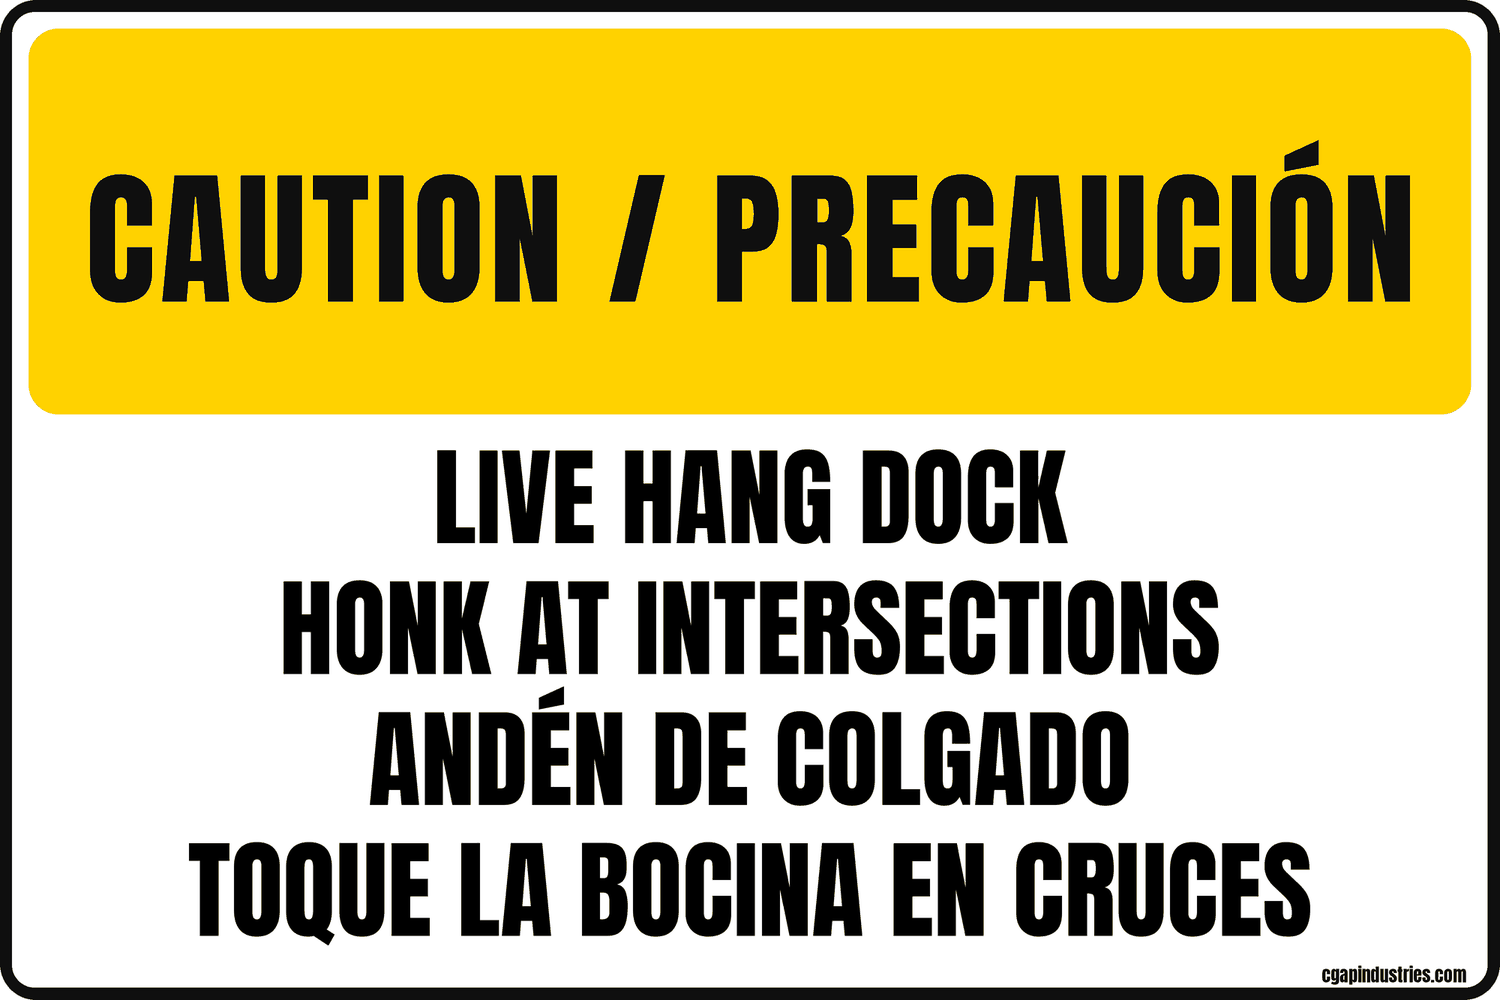 CAUTION / PRECAUCIÓN
LIVE HANG DOCK
HONK AT INTERSECTIONS
ANDÉN DE COLGADO
TOQUE LA BOCINA EN CRUCES
cgapindustries.com